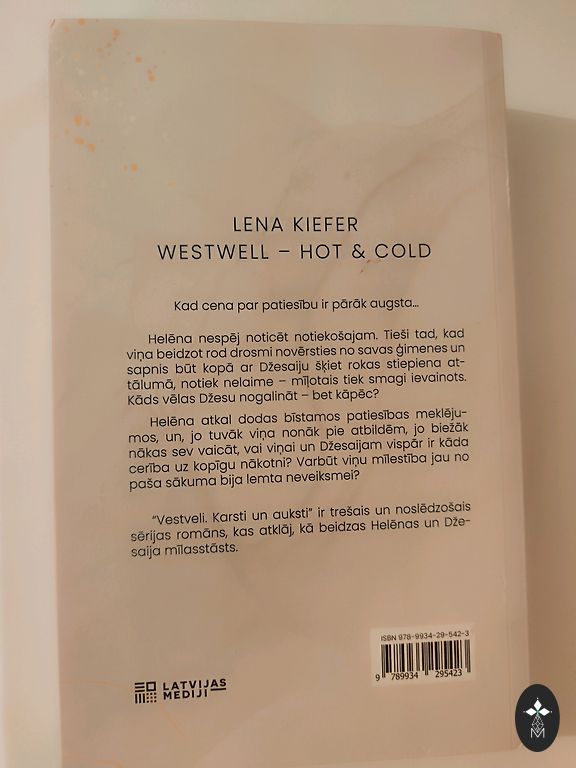 LENA KIEFER
WESTWELL – HOT & COLD
Kad cena par patiesību ir pārāk augsta...
Helēna nespēj noticēt notiekošajam. Tieši tad, kad
viņa beidzot rod drosmi novērsties no savas ģimenes un
sapnis būt kopā ar Džesaiju šķiet rokas stiepiena at-
tālumā, notiek nelaime – mīļotais tiek smagi ievainots.
Kāds vēlas Džesu nogalināt – bet kāpēc?
Helēna atkal dodas bīstamos patiesības meklēju-
mos, un, jo tuvāk viņa nonāk pie atbildēm, jo biežāk
nākas sev vaicāt, vai viņai un Džesaijam vispār ir kāda
cerība uz kopīgu nākotni? Varbūt viņu mīlestība jau no
paša sākuma bija lemta neveiksmei?
“Vestveli. Karsti un auksti” ir trešais un noslēdzošais
sērijas romāns, kas atklāj, kā beidzas Helēnas un Dže-
saija mīlasstāsts.
ISBN 978-9934-29-542-3
9 789934 295423
LATVIJAS
MEDIJI
M